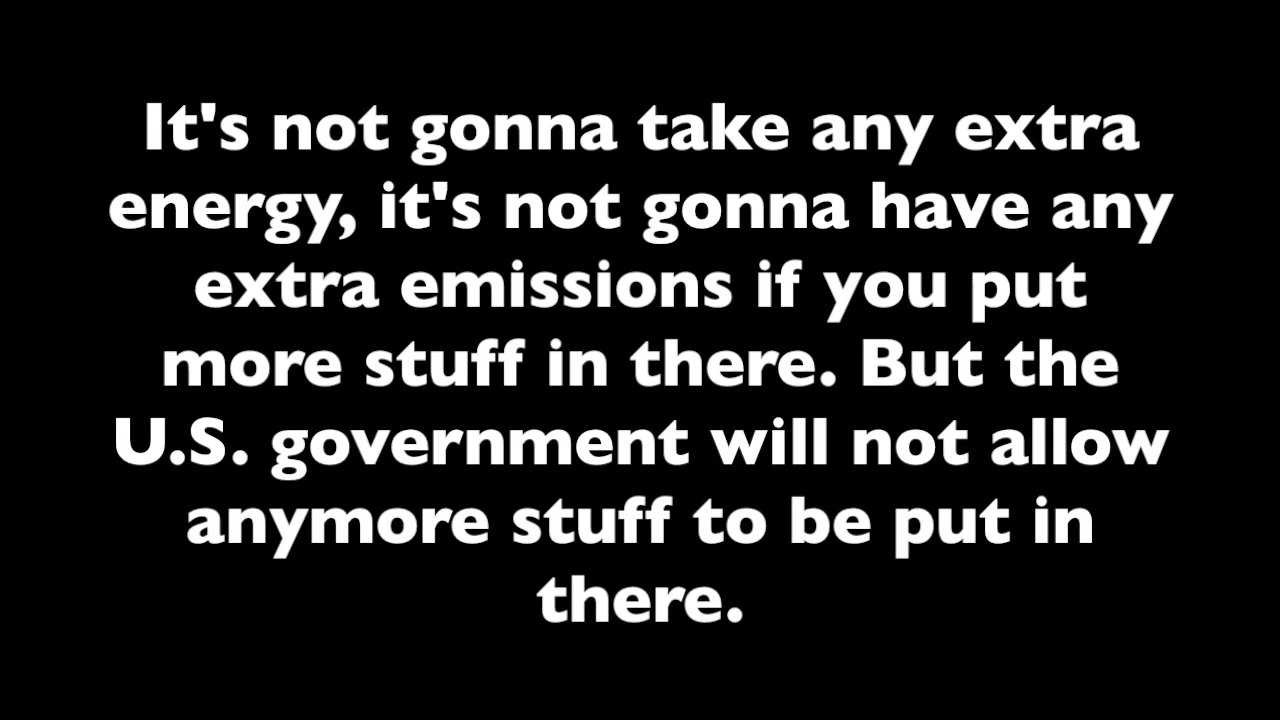 It's not gonna take any extra
energy, it's not gonna have any
extra emissions if you put
more stuff in there. But the
U.S. government will not allow
anymore stuff to be put in
there.